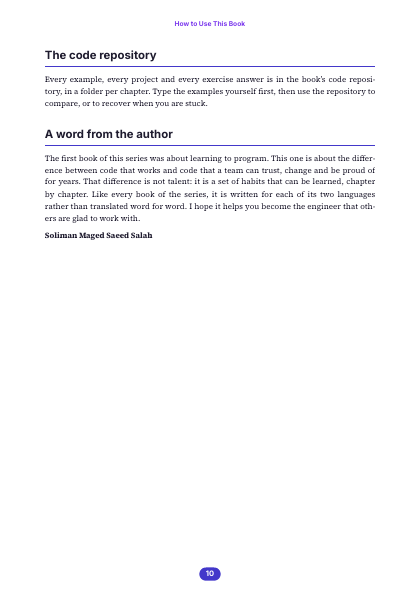 How to Use This Book
The code repository
Every example, every project and every exercise answer is in the book's code reposi-
tory, in a folder per chapter. Type the examples yourself first, then use the repository to
compare, or to recover when you are stuck.
A word from the author
The first book of this series was about learning to program. This one is about the differ-
ence between code that works and code that a team can trust, change and be proud of
for years. That difference is not talent: it is a set of habits that can be learned, chapter
by chapter. Like every book of the series, it is written for each of its two languages
rather than translated word for word. I hope it helps you become the engineer that oth-
ers are glad to work with.
Soliman Maged Saeed Salah
10